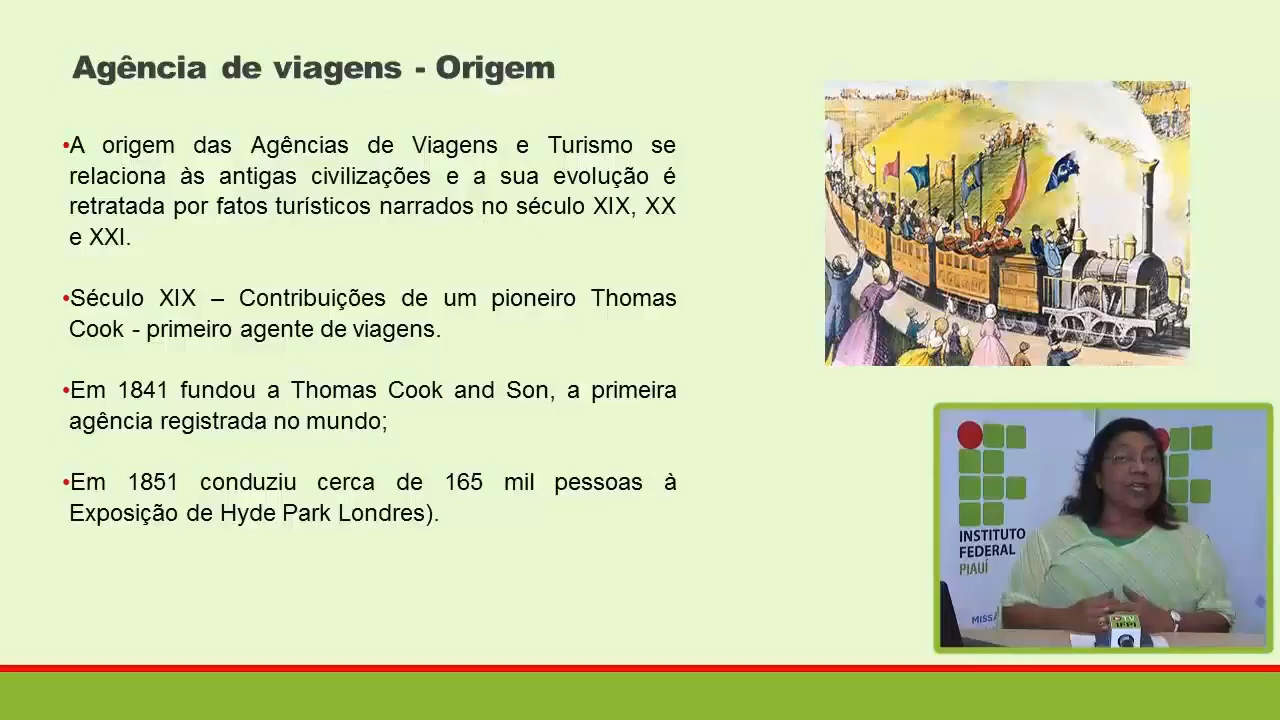 Agência de viagens - Origem
•A origem das Agências de Viagens e Turismo se
relaciona às antigas civilizações e a sua evolução é
retratada por fatos turísticos narrados no século XIX, XX
e XXI.
•Século XIX – Contribuições de um pioneiro Thomas
Cook - primeiro agente de viagens.
•Em 1841 fundou a Thomas Cook and Son, a primeira
agência registrada no mundo;
•Em 1851 conduziu cerca de 165 mil pessoas à
Exposição de Hyde Park Londres).
INSTITUTO
FEDERAL
PIAUÍ
TV
IFPI